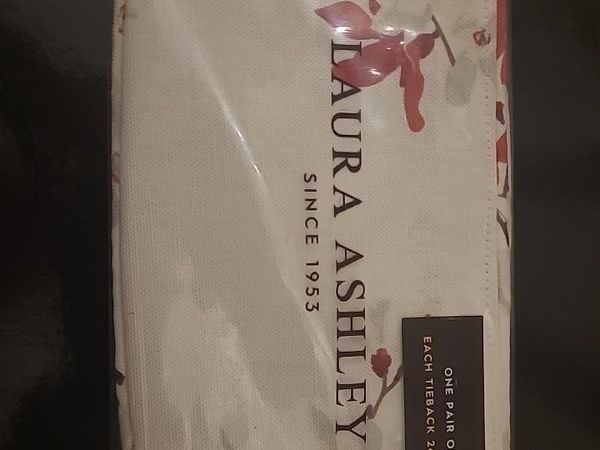 LAURA ASHLEY
SINCE 1953
ONE PAIR
EACH TIEBACK